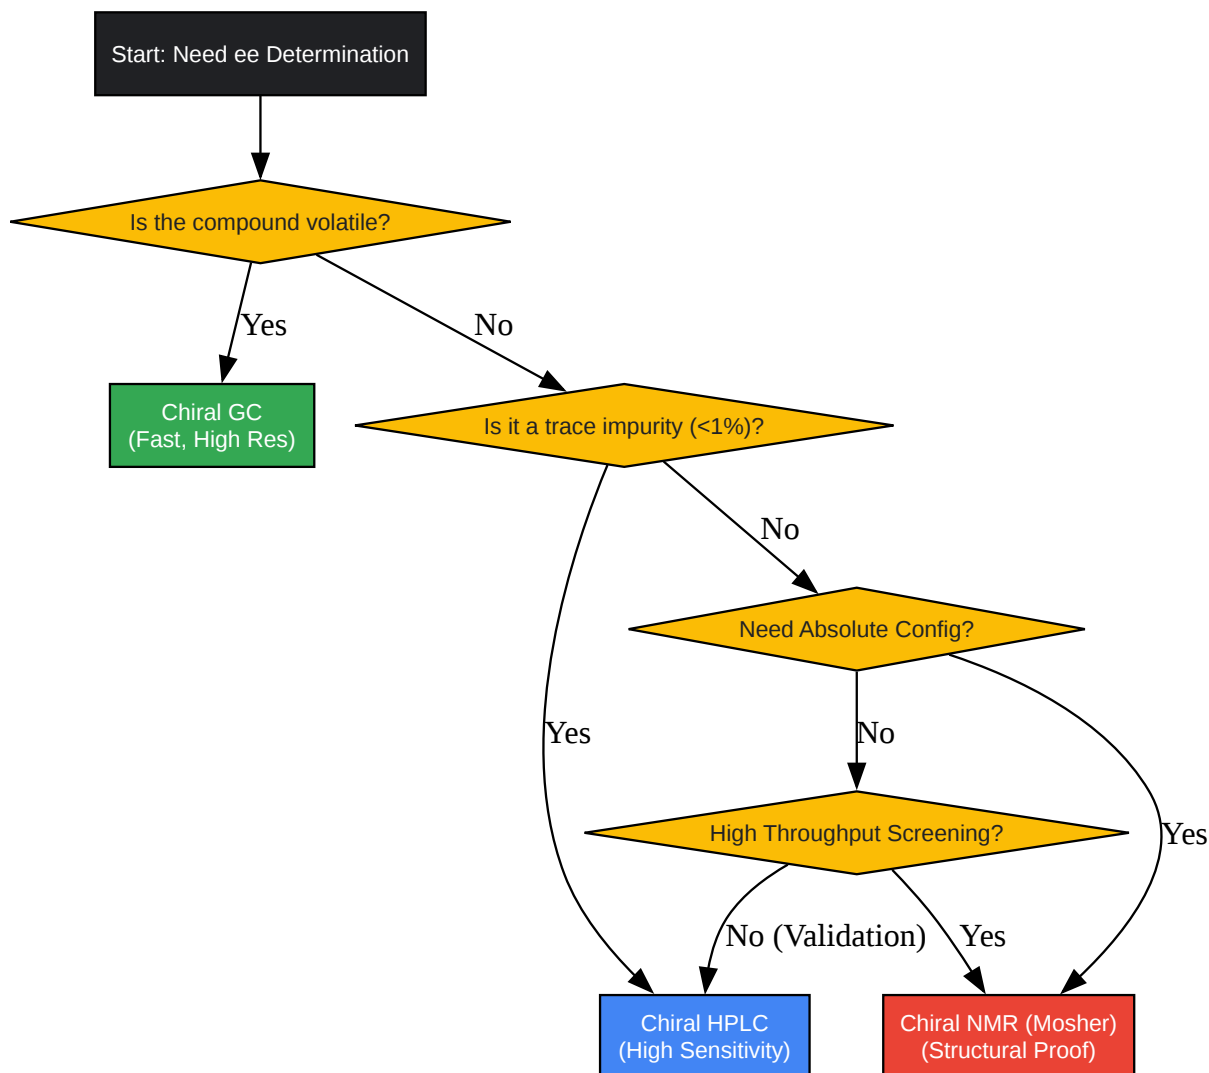 Start: Need ee Determination
Is the compound volatile?
Yes
No
Chiral GC
(Fast, High Res)
Is it a trace impurity (<1%)?
No
Need Absolute Config?
Yes
No
High Throughput Screening?
Yes
No (Validation)
Yes
Chiral HPLC
(High Sensitivity)
Chiral NMR (Mosher)
(Structural Proof)